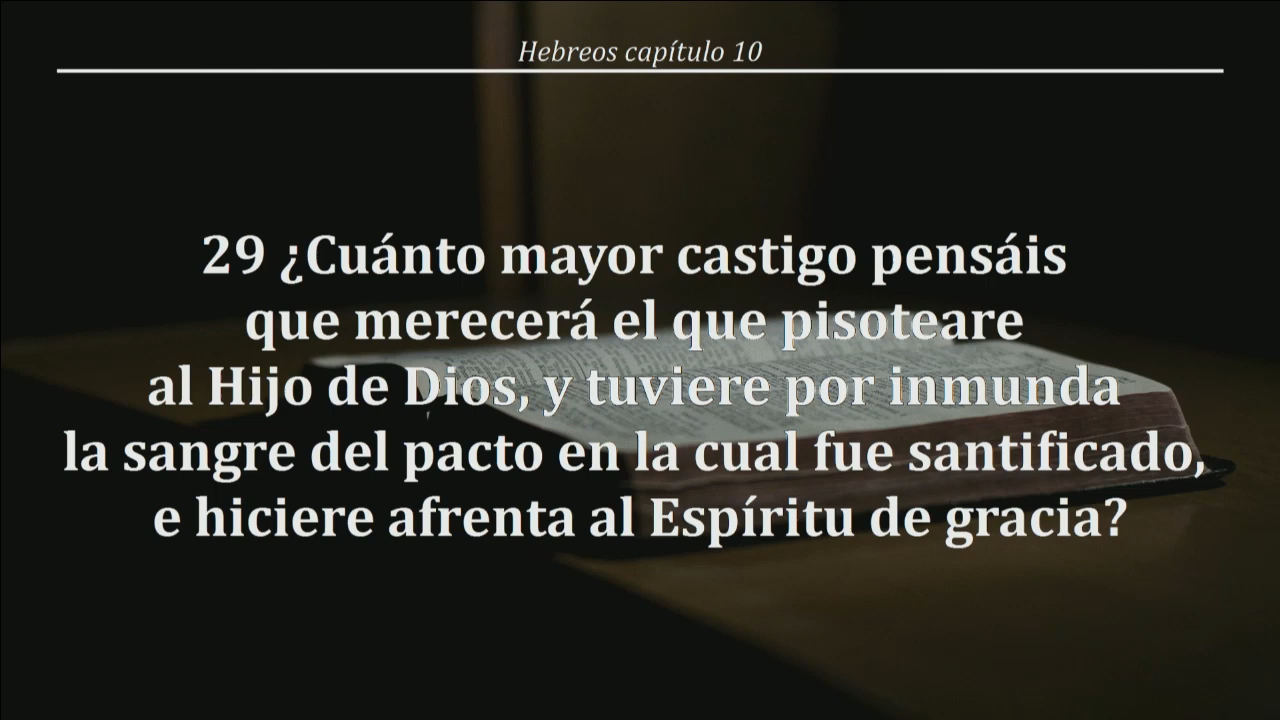 Hebreos capítulo 10
29 ¿Cuánto mayor castigo pensáis
que merecerá el que pisoteare
al Hijo de Dios, y tuviere por inmunda
la sangre del pacto en la cual fue santificado,
e hiciere afrenta al Espíritu de gracia?